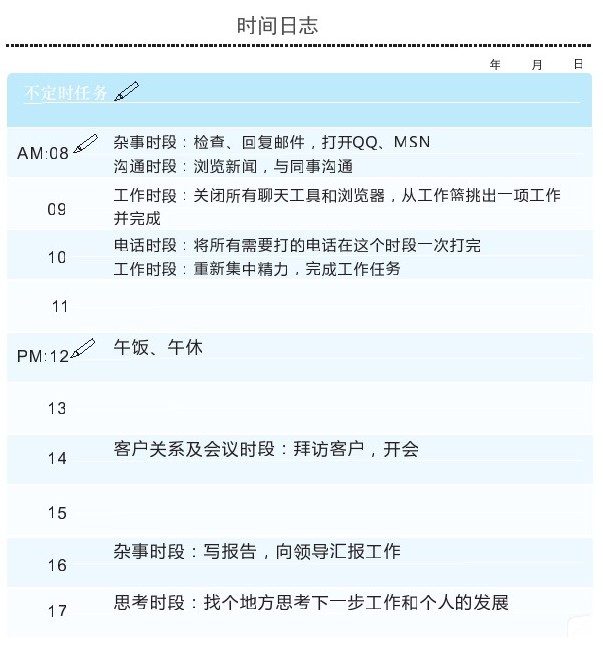 时间日志
年 月 日
不定时任务
AM:08 杂事时段：检查、回复邮件，打开QQ、MSN
沟通时段：浏览新闻，与同事沟通
09 工作时段：关闭所有聊天工具和浏览器，从工作篮挑出一项工作
并完成
10 电话时段：将所有需要打的电话在这个时段一次打完
工作时段：重新集中精力，完成工作任务
11
PM:12 午饭、午休
13
14 客户关系及会议时段：拜访客户，开会
15
16 杂事时段：写报告，向领导汇报工作
17 思考时段：找个地方思考下一步工作和个人的发展